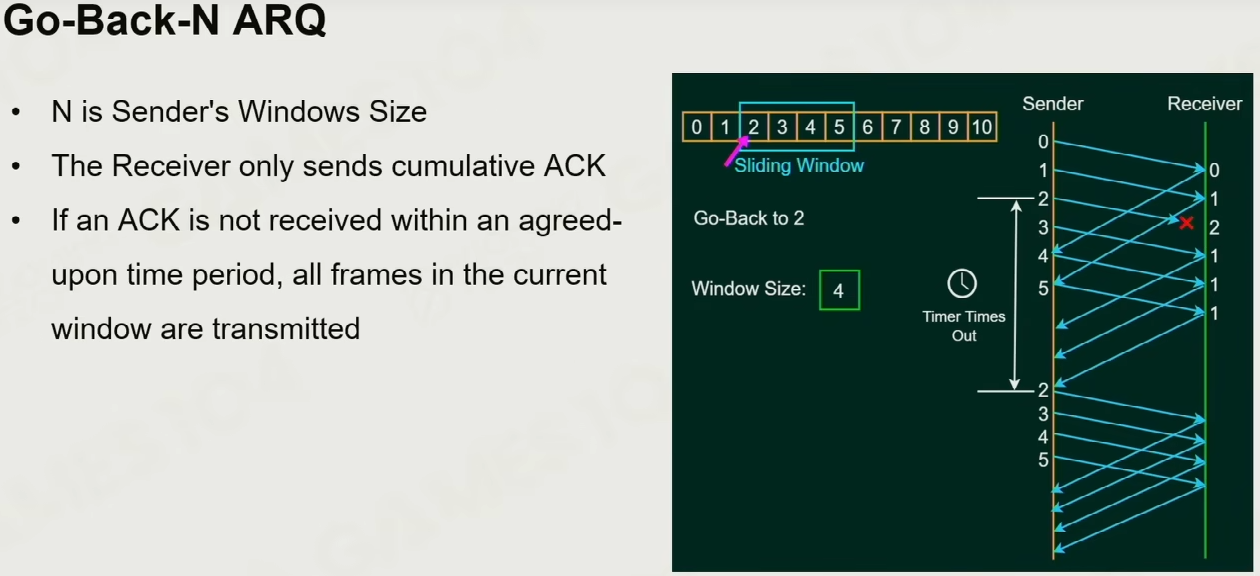 Go-Back-N ARQ
• N is Sender's Windows Size
• The Receiver only sends cumulative ACK
• If an ACK is not received within an agreed-
upon time period, all frames in the current
window are transmitted
0 1 2 3 4 5 6 7 8 9 10
Sliding Window
Go-Back to 2
Window Size: 4
Timer Times
Out
Sender
0
1
2
3
4
5
2
3
4
5
Receiver
0
1
2
1
1
1
GAMES104